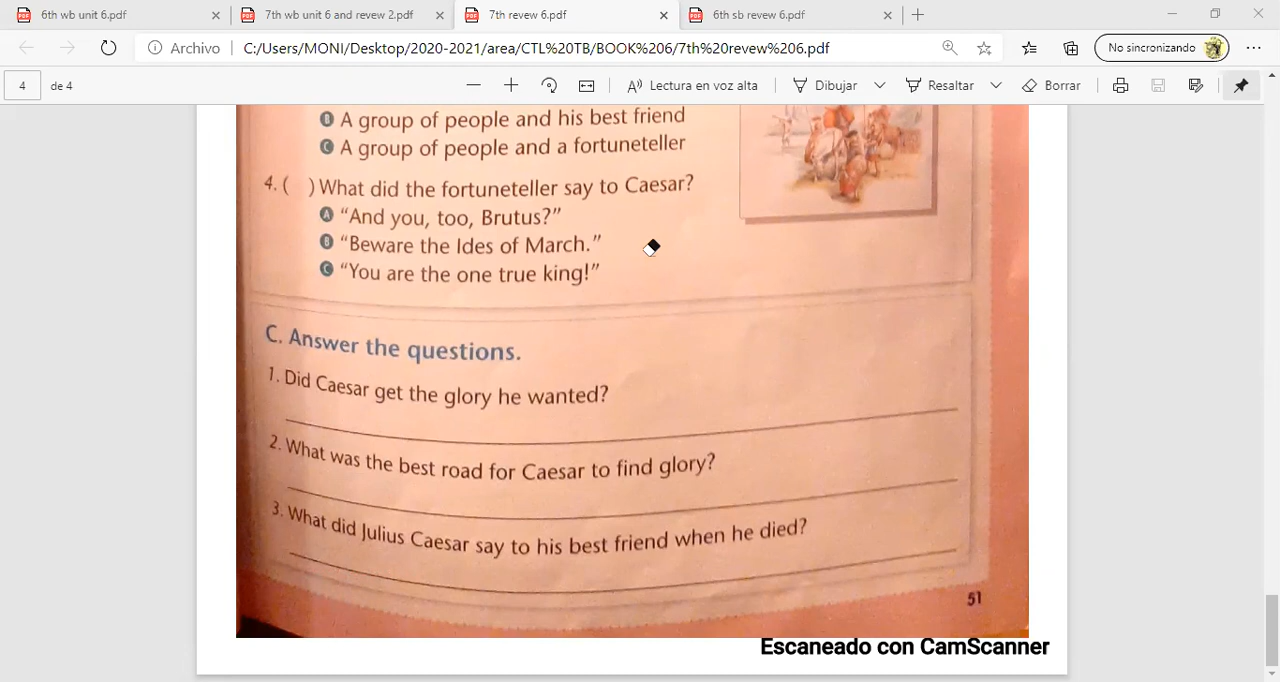 6th wb unit 6.pdf
7th wb unit 6 and revew 2.pdf
7th revew 6.pdf
6th sb revew 6.pdf
Archivo
C:/Users/MONI/Desktop/2020-2021/area/CTL%20TB/BOOK%206/7th%20revew%206.pdf
No sincronizando
4
de 4
Lectura en voz alta
Dibujar
Resaltar
Borrar
B A group of people and his best friend
C A group of people and a fortuneteller
4. ( ) What did the fortuneteller say to Caesar?
A "And you, too, Brutus?"
B "Beware the Ides of March."
C "You are the one true king!"
C. Answer the questions.
1. Did Caesar get the glory he wanted?
2. What was the best road for Caesar to find glory?
3. What did Julius Caesar say to his best friend when he died?
51
Escaneado con CamScanner